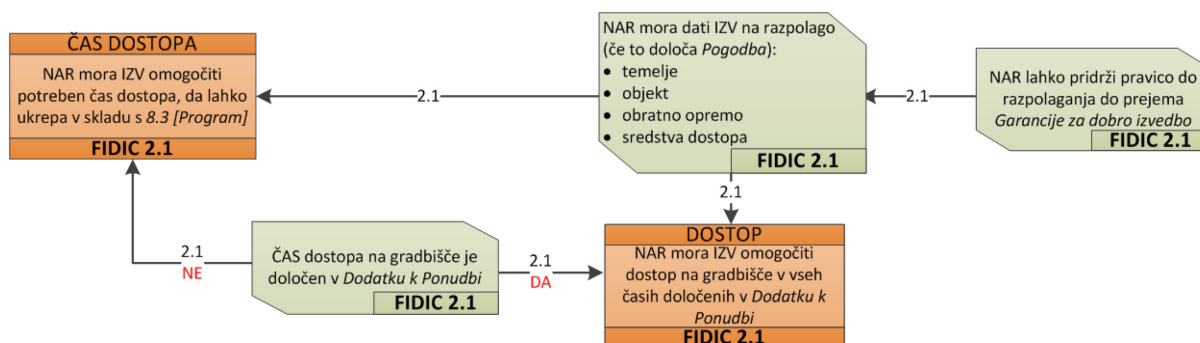 ČAS DOSTOPA
NAR mora IZV omogočiti
potreben čas dostopa, da lahko
ukrepa v skladu s 8.3 [Program]
FIDIC 2.1
2.1
NAR mora dati IZV na razpolago
(če to določa Pogodba):
• temelje
• objekt
• obratno opremo
• sredstva dostopa
FIDIC 2.1
2.1
NAR lahko pridrži pravico do
razpolaganja do prejema
Garancije za dobro izvedbo
FIDIC 2.1
2.1
2.1
NE
ČAS dostopa na gradbišče je
določen v Dodatku k Ponudbi
FIDIC 2.1
2.1
DA
DOSTOP
NAR mora IZV omogočiti
dostop na gradbišče v vseh
časih določenih v Dodatku k
Ponudbi
FIDIC 2.1